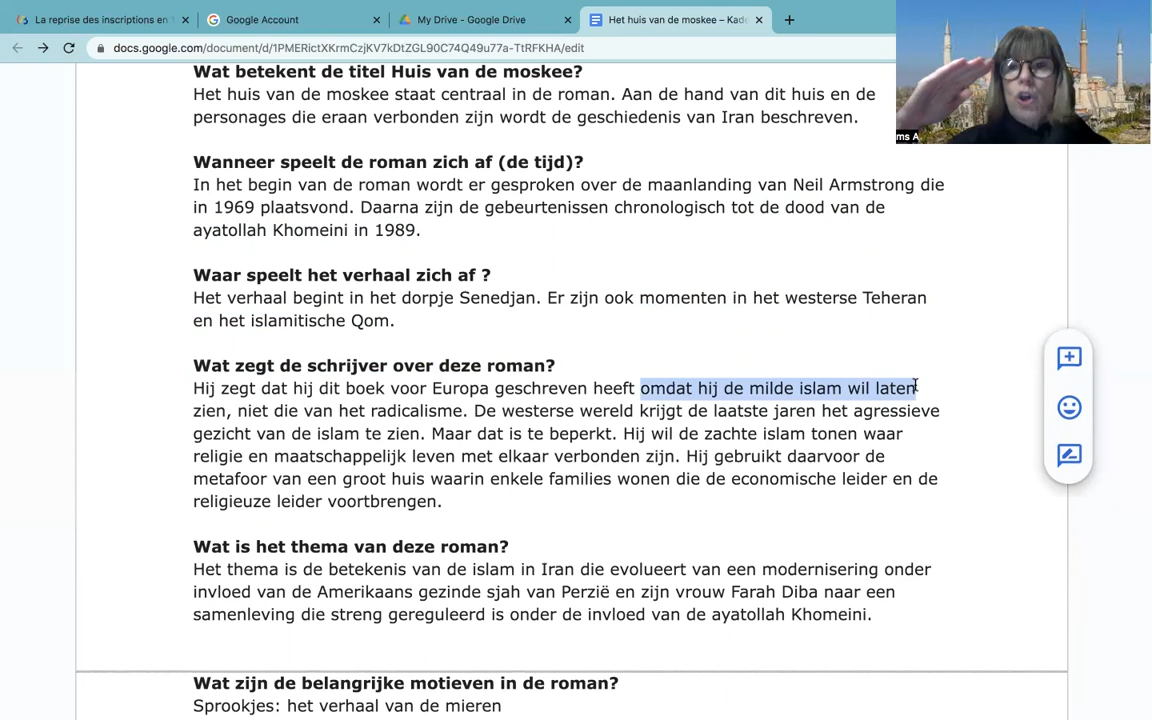 La reprise des inscriptions en
Google Account
My Drive - Google Drive
Het huis van de moskee – Kade
docs.google.com/document/d/1PMERictXKrmCzjKV7kDtZGL90C74Q49u77a-TtRFKHA/edit
ms A
Wat betekent de titel Huis van de moskee?
Het huis van de moskee staat centraal in de roman. Aan de hand van dit huis en de
personages die eraan verbonden zijn wordt de geschiedenis van Iran beschreven.
Wanneer speelt de roman zich af (de tijd)?
In het begin van de roman wordt er gesproken over de maanlanding van Neil Armstrong die
in 1969 plaatsvond. Daarna zijn de gebeurtenissen chronologisch tot de dood van de
ayatollah Khomeini in 1989.
Waar speelt het verhaal zich af ?
Het verhaal begint in het dorpje Senedjan. Er zijn ook momenten in het westerse Teheran
en het islamitische Qom.
Wat zegt de schrijver over deze roman?
Hij zegt dat hij dit boek voor Europa geschreven heeft omdat hij de milde islam wil laten
zien, niet die van het radicalisme. De westerse wereld krijgt de laatste jaren het agressieve
gezicht van de islam te zien. Maar dat is te beperkt. Hij wil de zachte islam tonen waar
religie en maatschappelijk leven met elkaar verbonden zijn. Hij gebruikt daarvoor de
metafoor van een groot huis waarin enkele families wonen die de economische leider en de
religieuze leider voortbrengen.
Wat is het thema van deze roman?
Het thema is de betekenis van de islam in Iran die evolueert van een modernisering onder
invloed van de Amerikaans gezinde sjah van Perzië en zijn vrouw Farah Diba naar een
samenleving die streng gereguleerd is onder de invloed van de ayatollah Khomeini.
Wat zijn de belangrijke motieven in de roman?
Sprookjes: het verhaal van de mieren